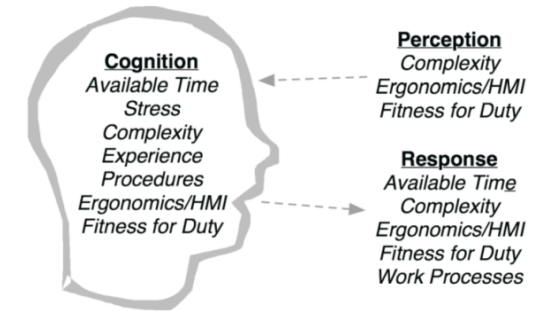 Cognition
Available Time
Stress
Complexity
Experience
Procedures
Ergonomics/HMI
Fitness for Duty
Perception
Complexity
Ergonomics/HMI
Fitness for Duty
Response
Available Time
Complexity
Ergonomics/HMI
Fitness for Duty
Work Processes